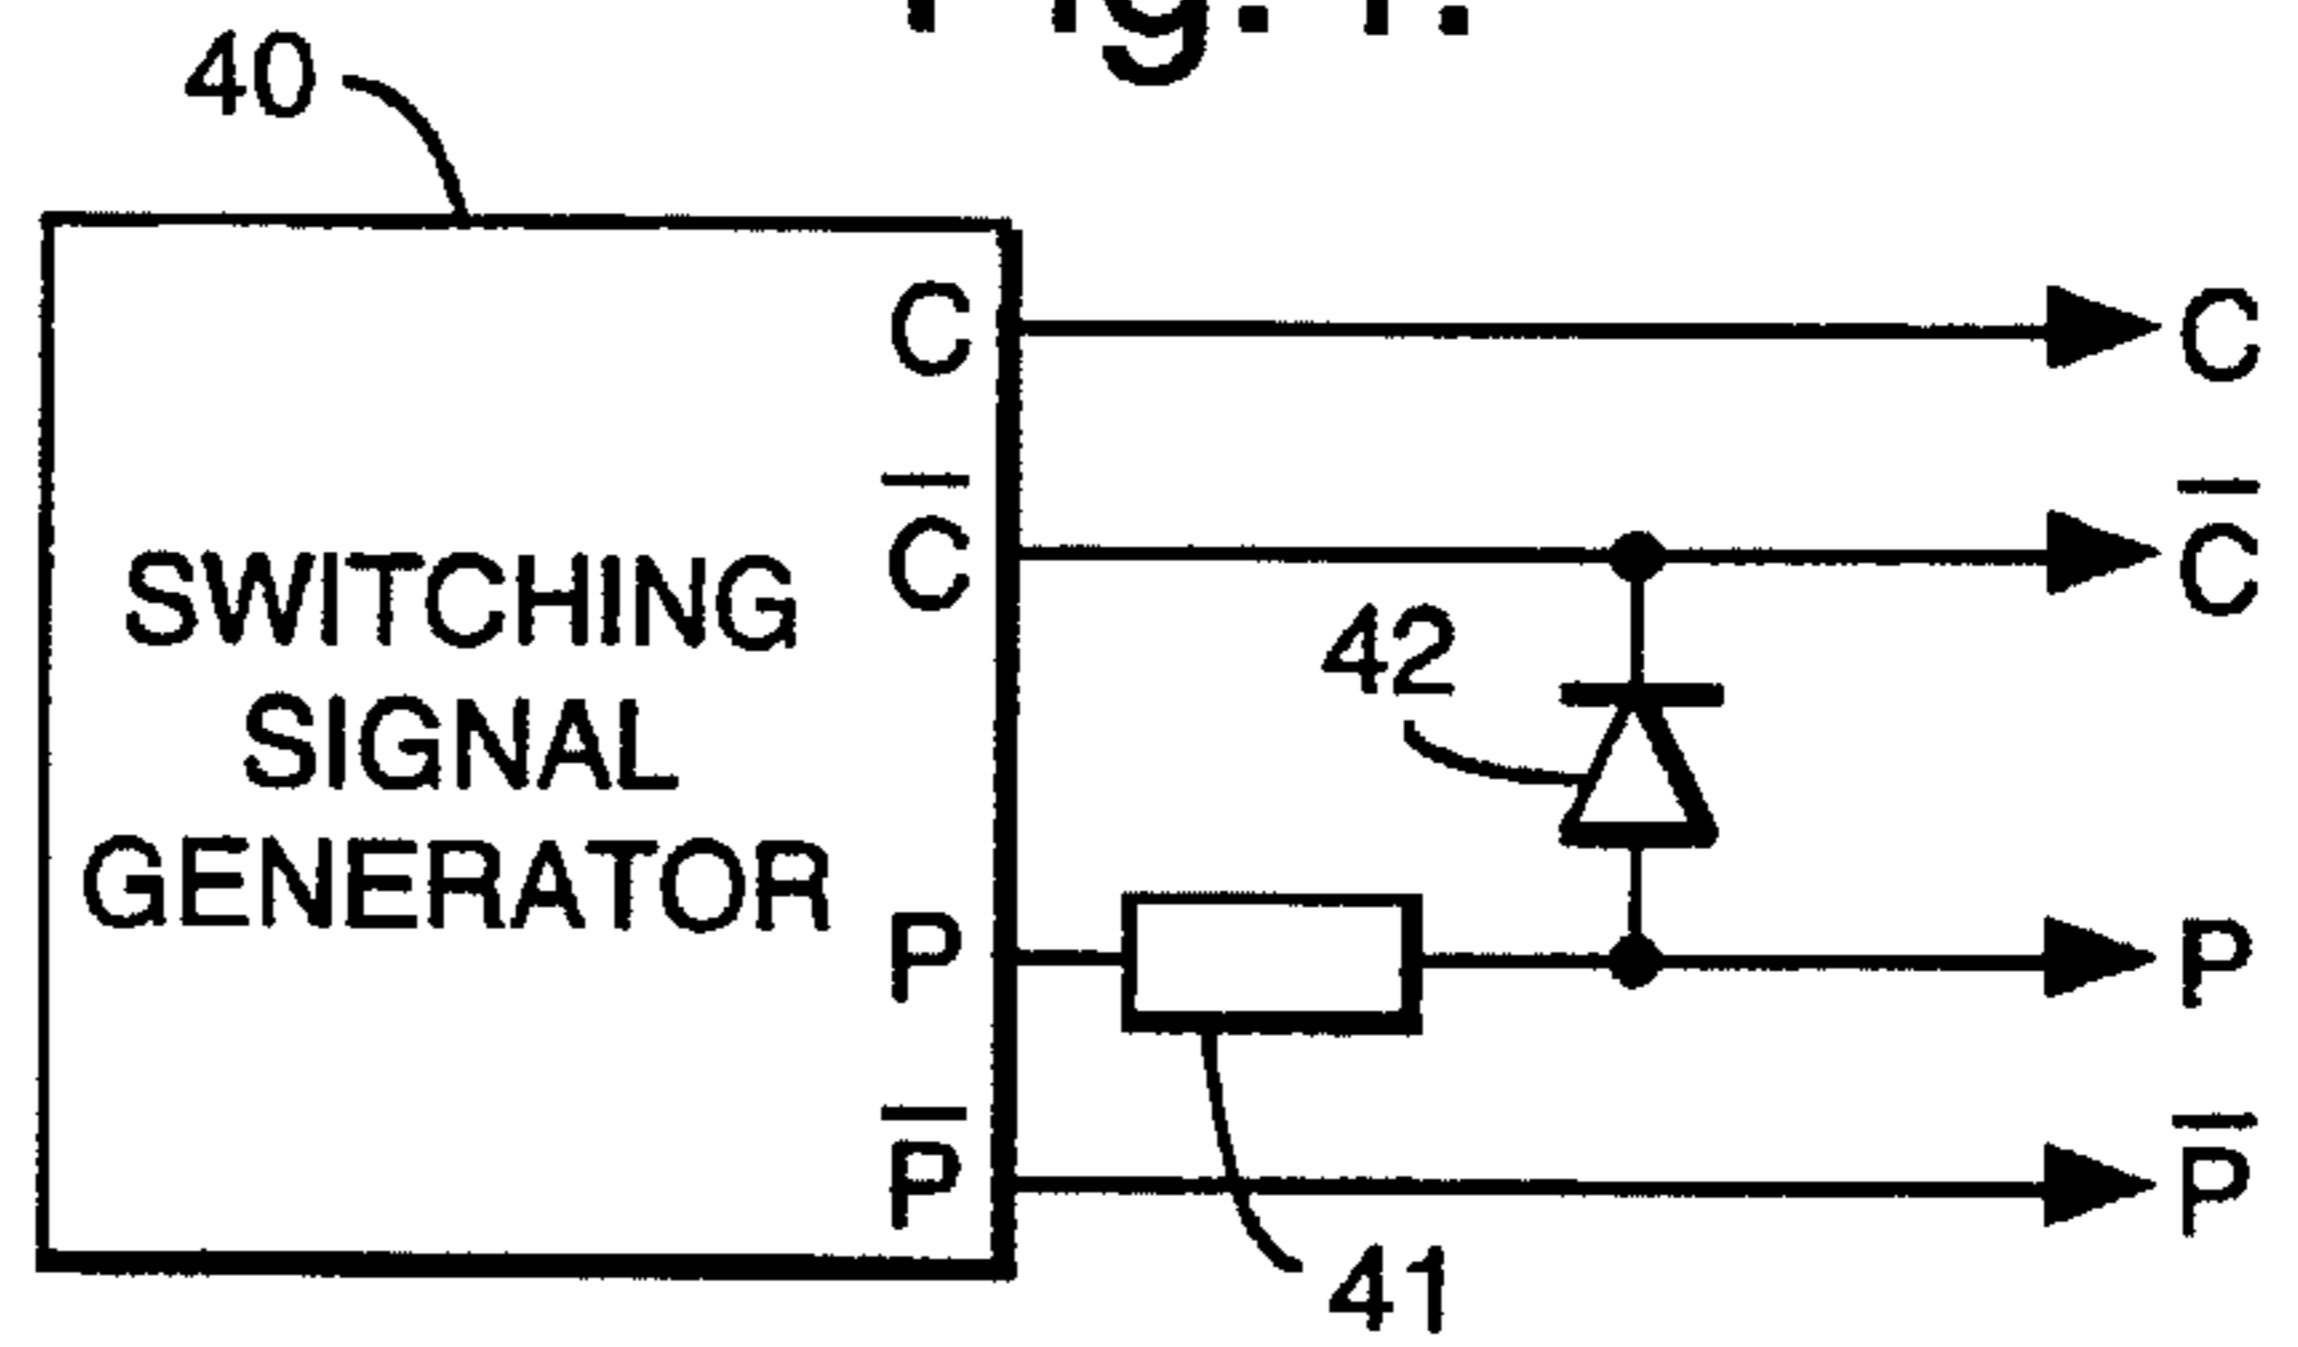 40
C C
C̅ C̅
SWITCHING
42
SIGNAL
GENERATOR
P P
P̅ P̅
41